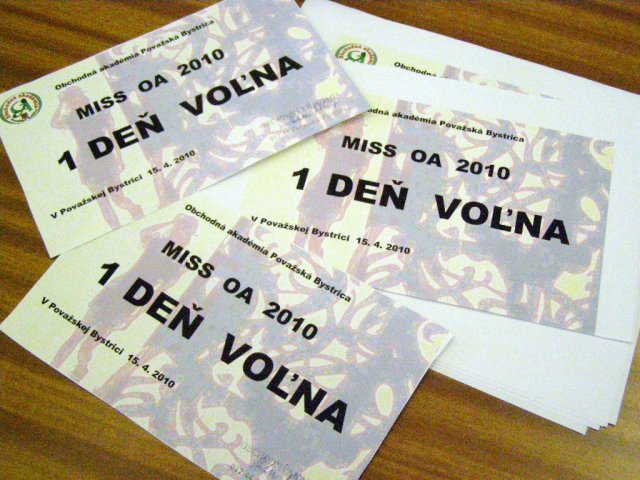 Obchodná akadémia Považská Bystrica
MISS OA 2010
1 DEŇ VOĽNA
V Považskej Bystrici 15. 4. 2010
Obchodná akadémia Považská
Obchodná akadémia Považská Bystrica
MISS OA 2010
1 DEŇ VOĽNA
V Považskej Bystrici 15. 4. 2010
Obchodná akadémia Považská Bystrica
MISS OA 2010
1 DEŇ VOĽNA
V Považskej Bystrici 15. 4. 2010